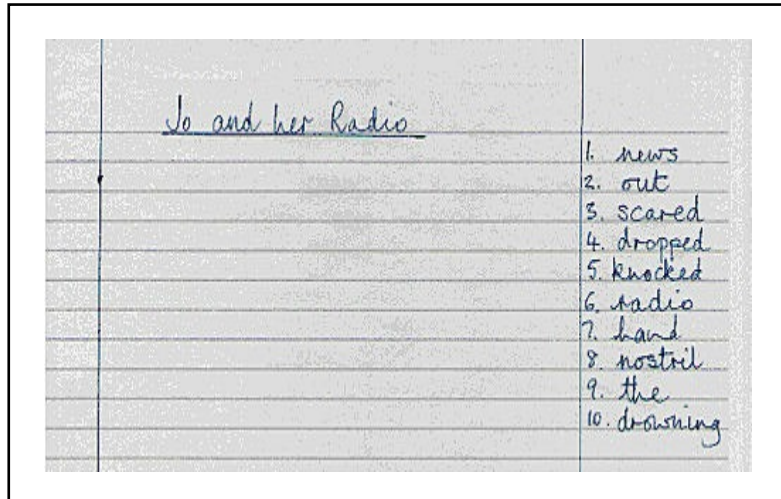 Jo and her Radio
1. news
2. out
3. scared
4. dropped
5. knocked
6. radio
7. hand
8. nostril
9. the
10. drowning